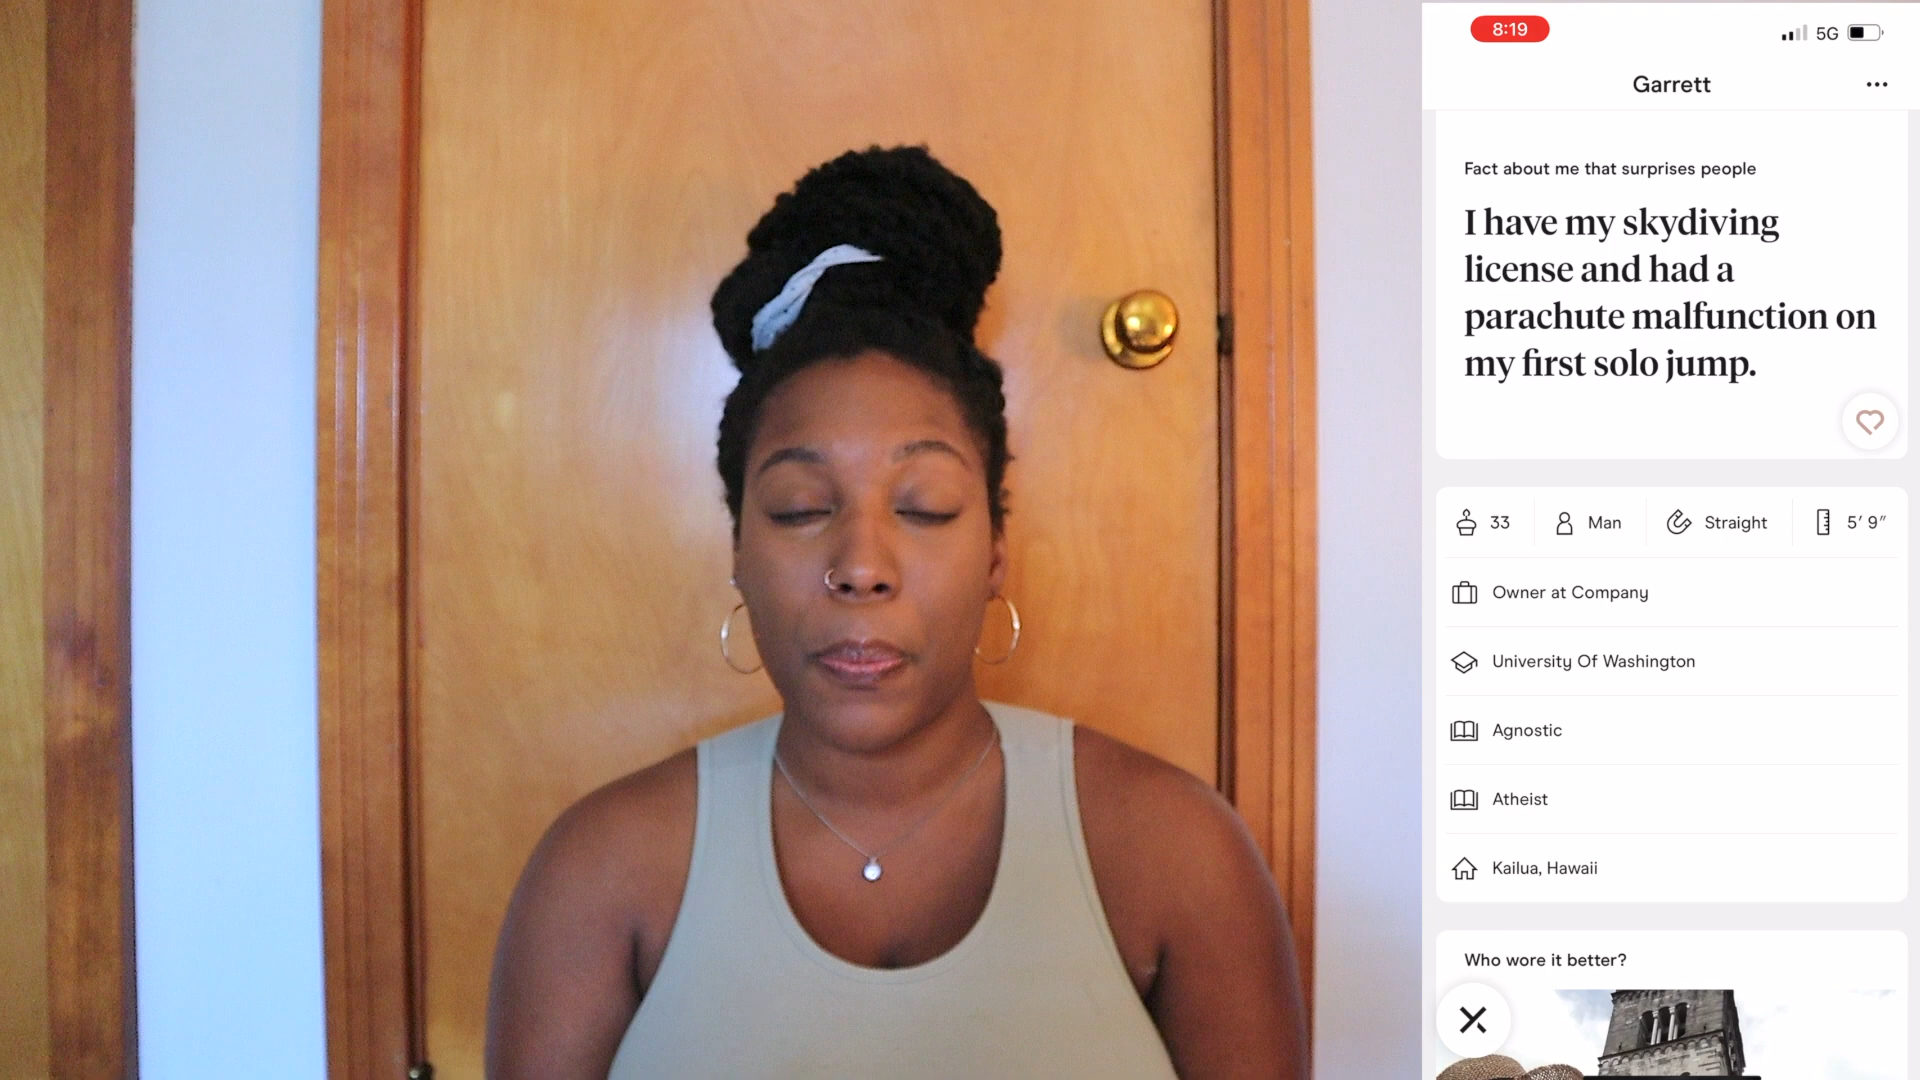 8:19
5G
Garrett
Fact about me that surprises people
I have my skydiving
license and had a
parachute malfunction on
my first solo jump.
33
Man
Straight
5′ 9″
Owner at Company
University Of Washington
Agnostic
Atheist
Kailua, Hawaii
Who wore it better?